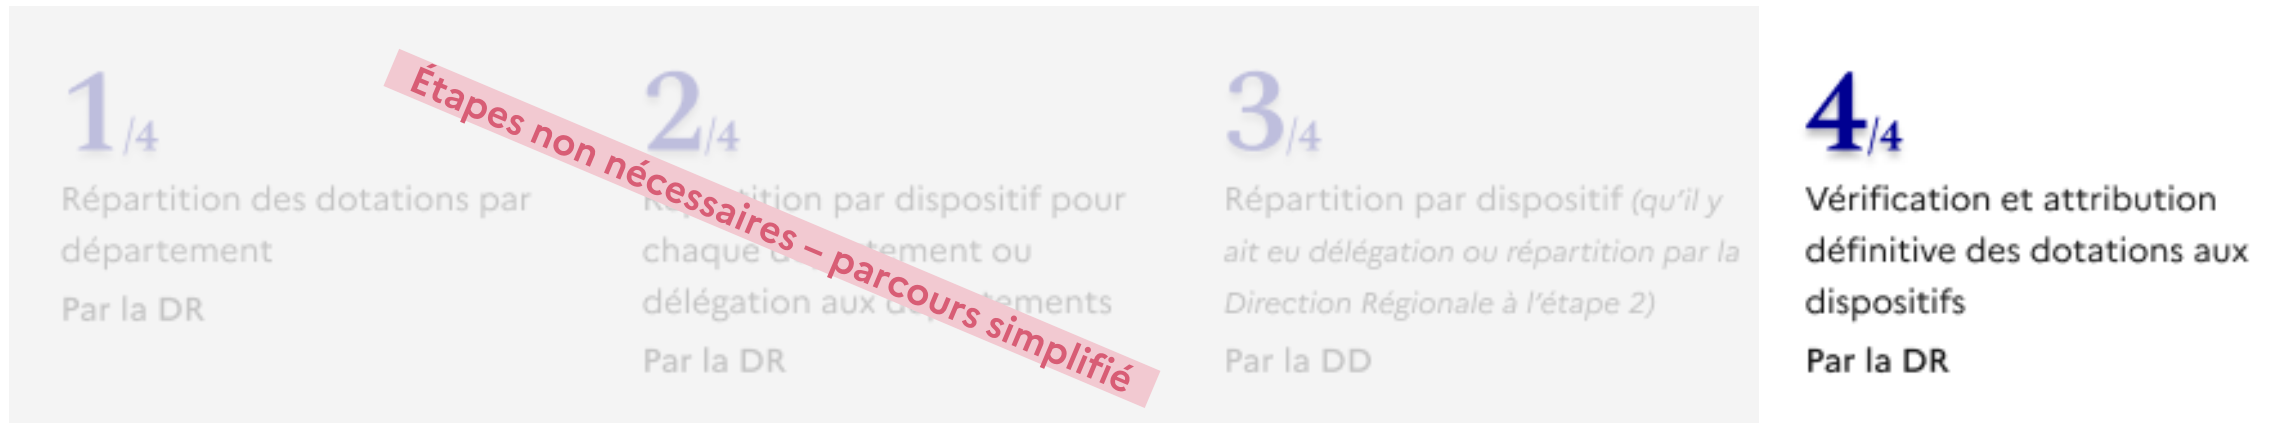 1/4
Répartition des dotations par
département
Par la DR
2/4
ition par dispositif pour
chaque tement ou
délégation aux ements
Par la DR
3/4
Répartition par dispositif (qu'il y
ait eu délégation ou répartition par la
Direction Régionale à l'étape 2)
Par la DD
4/4
Vérification et attribution
définitive des dotations aux
dispositifs
Par la DR
Étapes non nécessaires – parcours simplifié